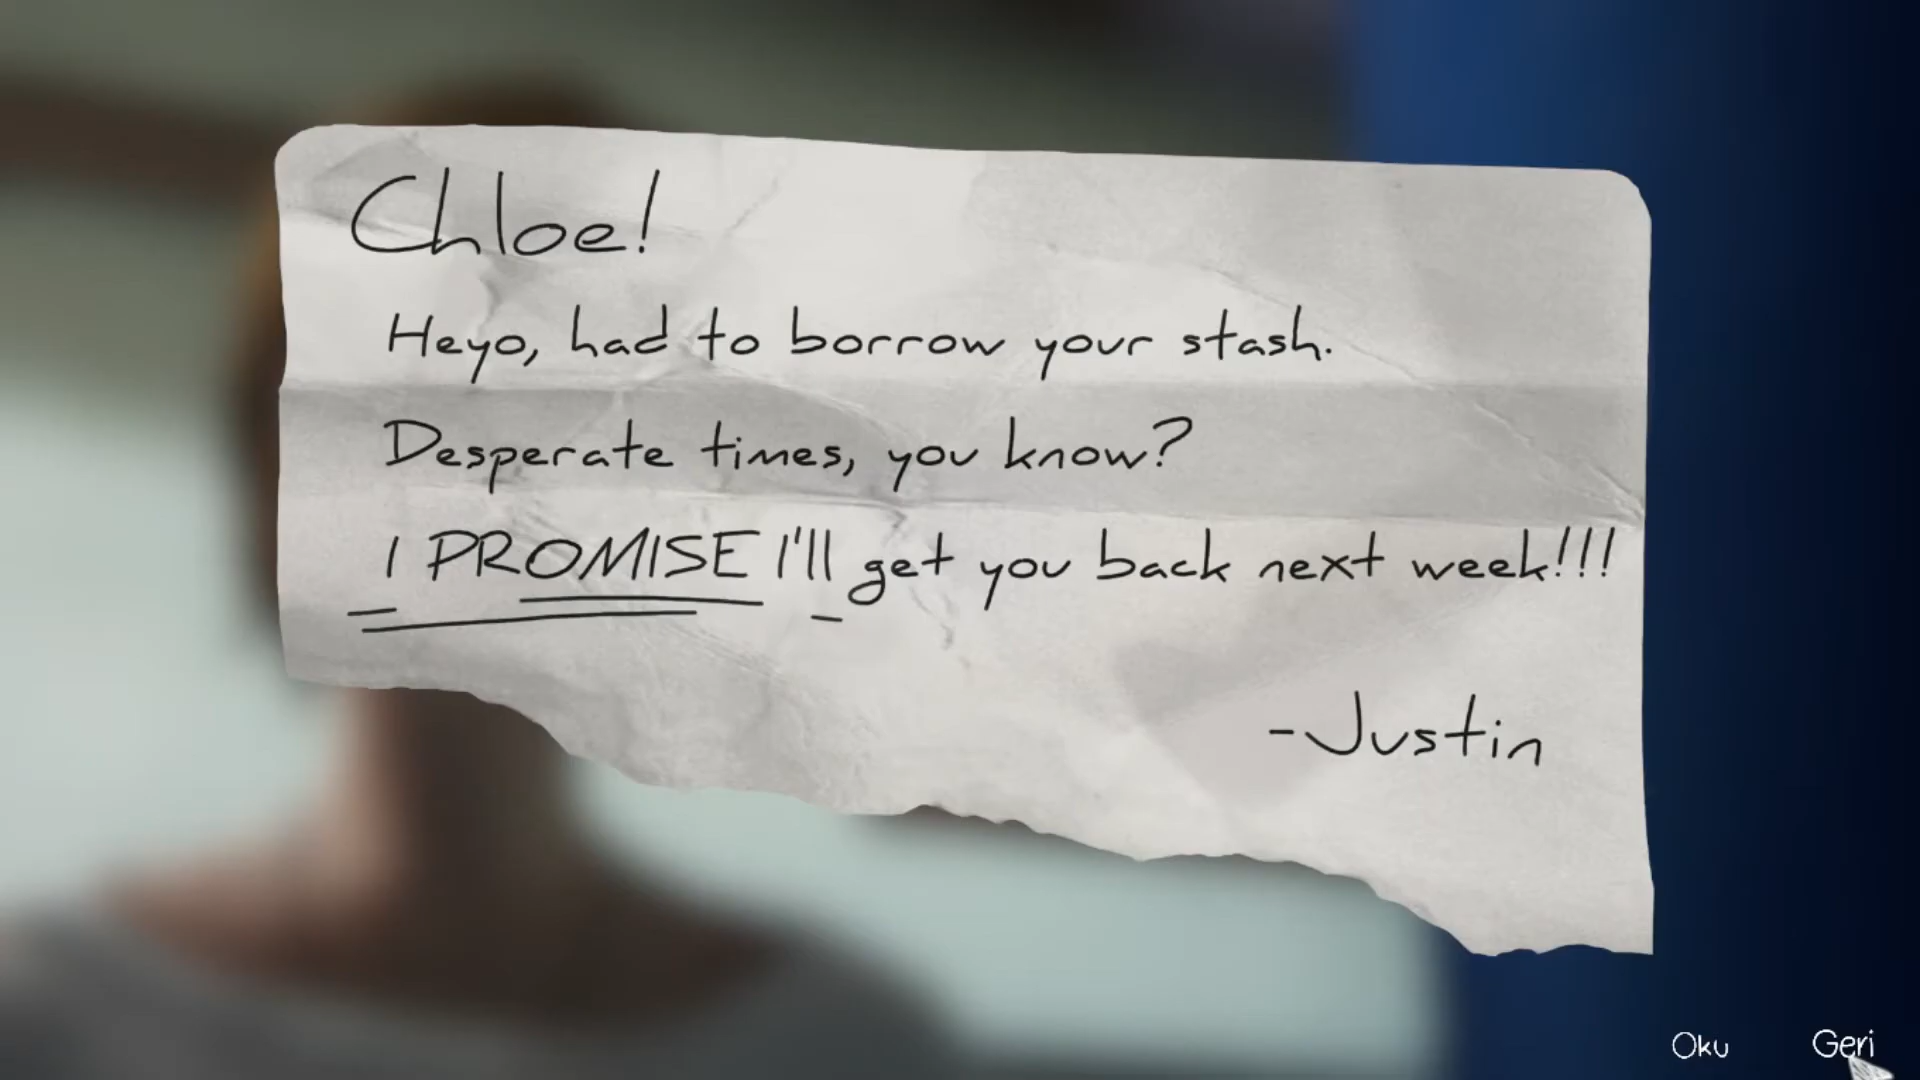 Chloe!
Heyo, had to borrow your stash.
Desperate times, you know?
I PROMISE I'll get you back next week!!!
-Justin
Oku Geri